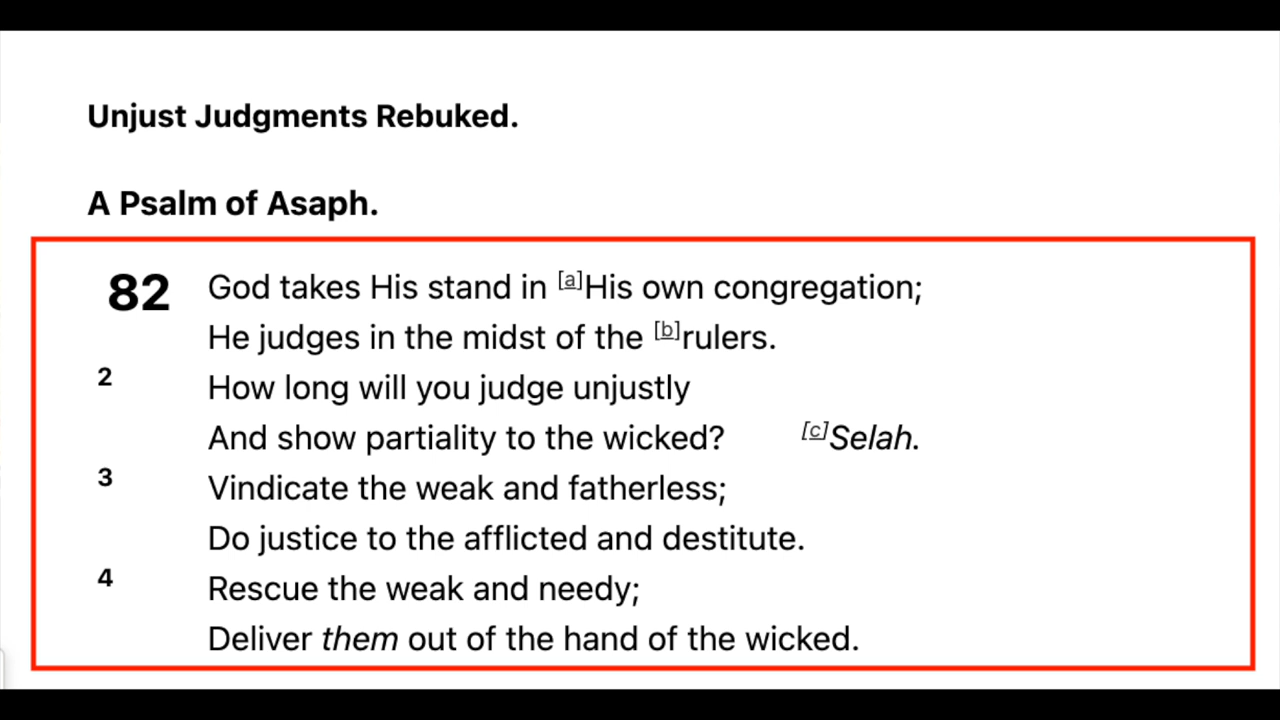 Unjust Judgments Rebuked.
A Psalm of Asaph.
82 God takes His stand in [a]His own congregation;
He judges in the midst of the [b]rulers.
2 How long will you judge unjustly
And show partiality to the wicked? [c]Selah.
3 Vindicate the weak and fatherless;
Do justice to the afflicted and destitute.
4 Rescue the weak and needy;
Deliver them out of the hand of the wicked.